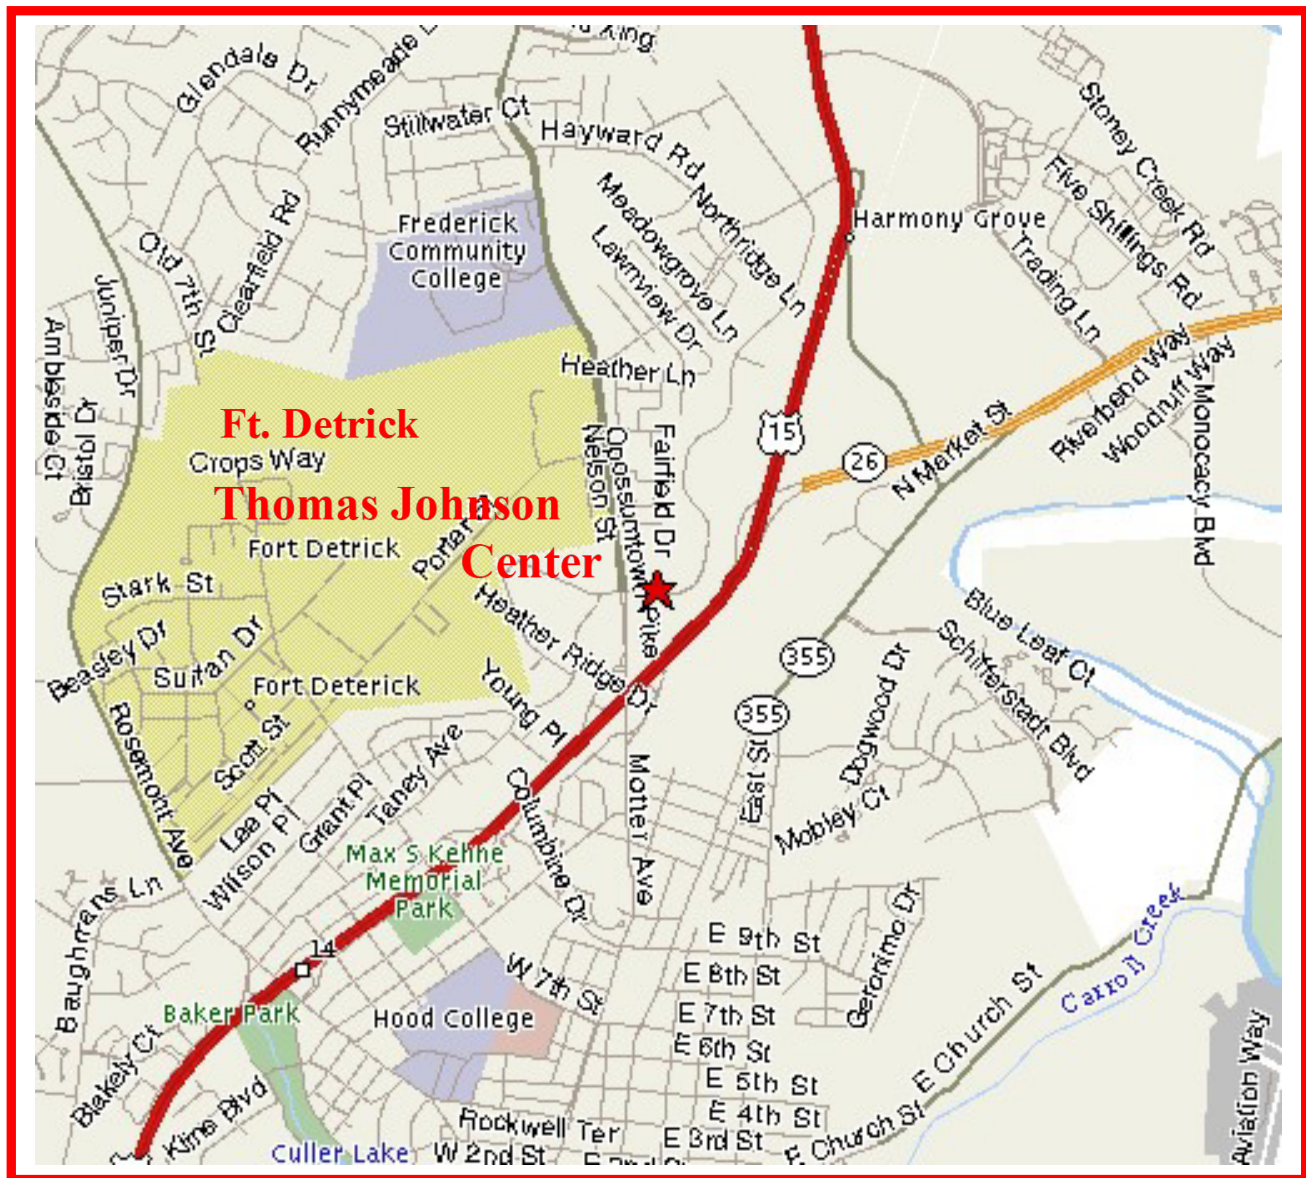 Glendale Dr
Runnymeade
Xing
Stillwater Ct
Hayward Rd
Stoney Creek Rd
Five Shillings Rd
Meadowgrove Ln
Northridge Ln
Lawnview Dr
Harmony Grove
Trading Ln
Old 7th St
Clearfield Rd
Frederick
Community
College
Juniper Dr
Ambeside Ct
Bristol Dr
Heather Ln
Riverbend Way
Woodruff Way
Monocacy Blvd
Ft. Detrick
Crops Way
Thomas Johnson
Center
Fort Detrick
Nelson St
Opossumtown Pike
Fairfield Dr
15
26
N Market St
Stark St
Beasley Dr
Sultan Dr
Fort Deterick
Scott St
Rosemont Ave
Heather Ridge Dr
Young Pl
355
355
Blue Leaf Ct
Schifferstadt Blvd
Dogwood Dr
Mobley Ct
Motter Ave
Columbine Dr
Lee Pl
Wilson Pl
Grant Pl
Taney Ave
Max S Kehne
Memorial
Park
Baughmans Ln
14
Baker Park
Hood College
W 7th St
E 9th St
E 8th St
E 7th St
E 6th St
E 5th St
E 4th St
E 3rd St
Geronimo Dr
Carroll Creek
E Church St
E Church St
Aviation Way
Blakely Ct
Kline Blvd
Culler Lake
Rockwell Ter
W 2nd St